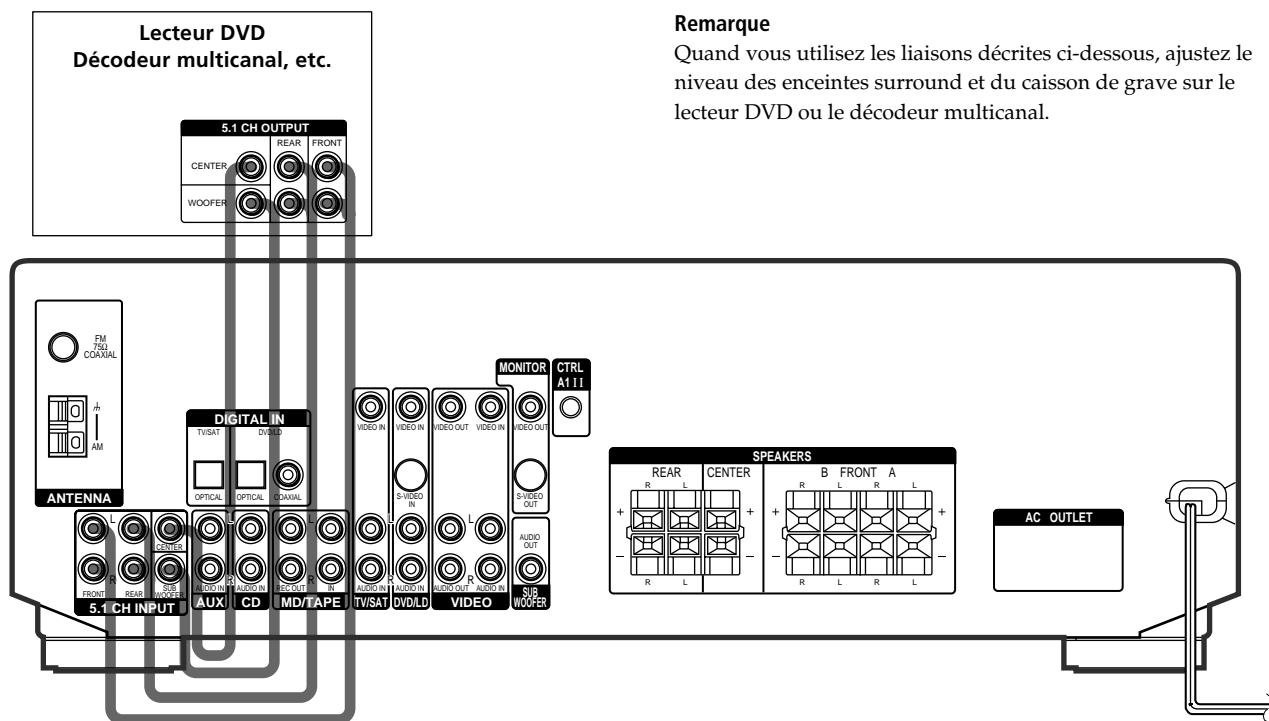 Lecteur DVD
Décodeur multicanal, etc.
Remarque
Quand vous utilisez les liaisons décrites ci-dessous, ajustez le
niveau des enceintes surround et du caisson de grave sur le
lecteur DVD ou le décodeur multicanal.
5.1 CH OUTPUT
REAR FRONT
CENTER
WOOFER
FM
75Ω
COAXIAL
AM
ANTENNA
DIGITAL IN
TV/SAT DVD/LD
OPTICAL OPTICAL COAXIAL
MONITOR
CTRL
A1 II
VIDEO IN VIDEO IN VIDEO OUT VIDEO IN VIDEO OUT
S-VIDEO
IN
S-VIDEO
OUT
AUDIO
OUT
L L L L L
CENTER
R R R R R
FRONT REAR SUB
WOOFER
AUDIO IN AUDIO IN REC OUT IN AUDIO IN AUDIO IN AUDIO OUT AUDIO IN
5.1 CH INPUT AUX CD MD/TAPE TV/SAT DVD/LD VIDEO SUB
WOOFER
SPEAKERS
REAR CENTER B FRONT A
R L R L R L
+ + +
– – –
R L R L R L
AC OUTLET